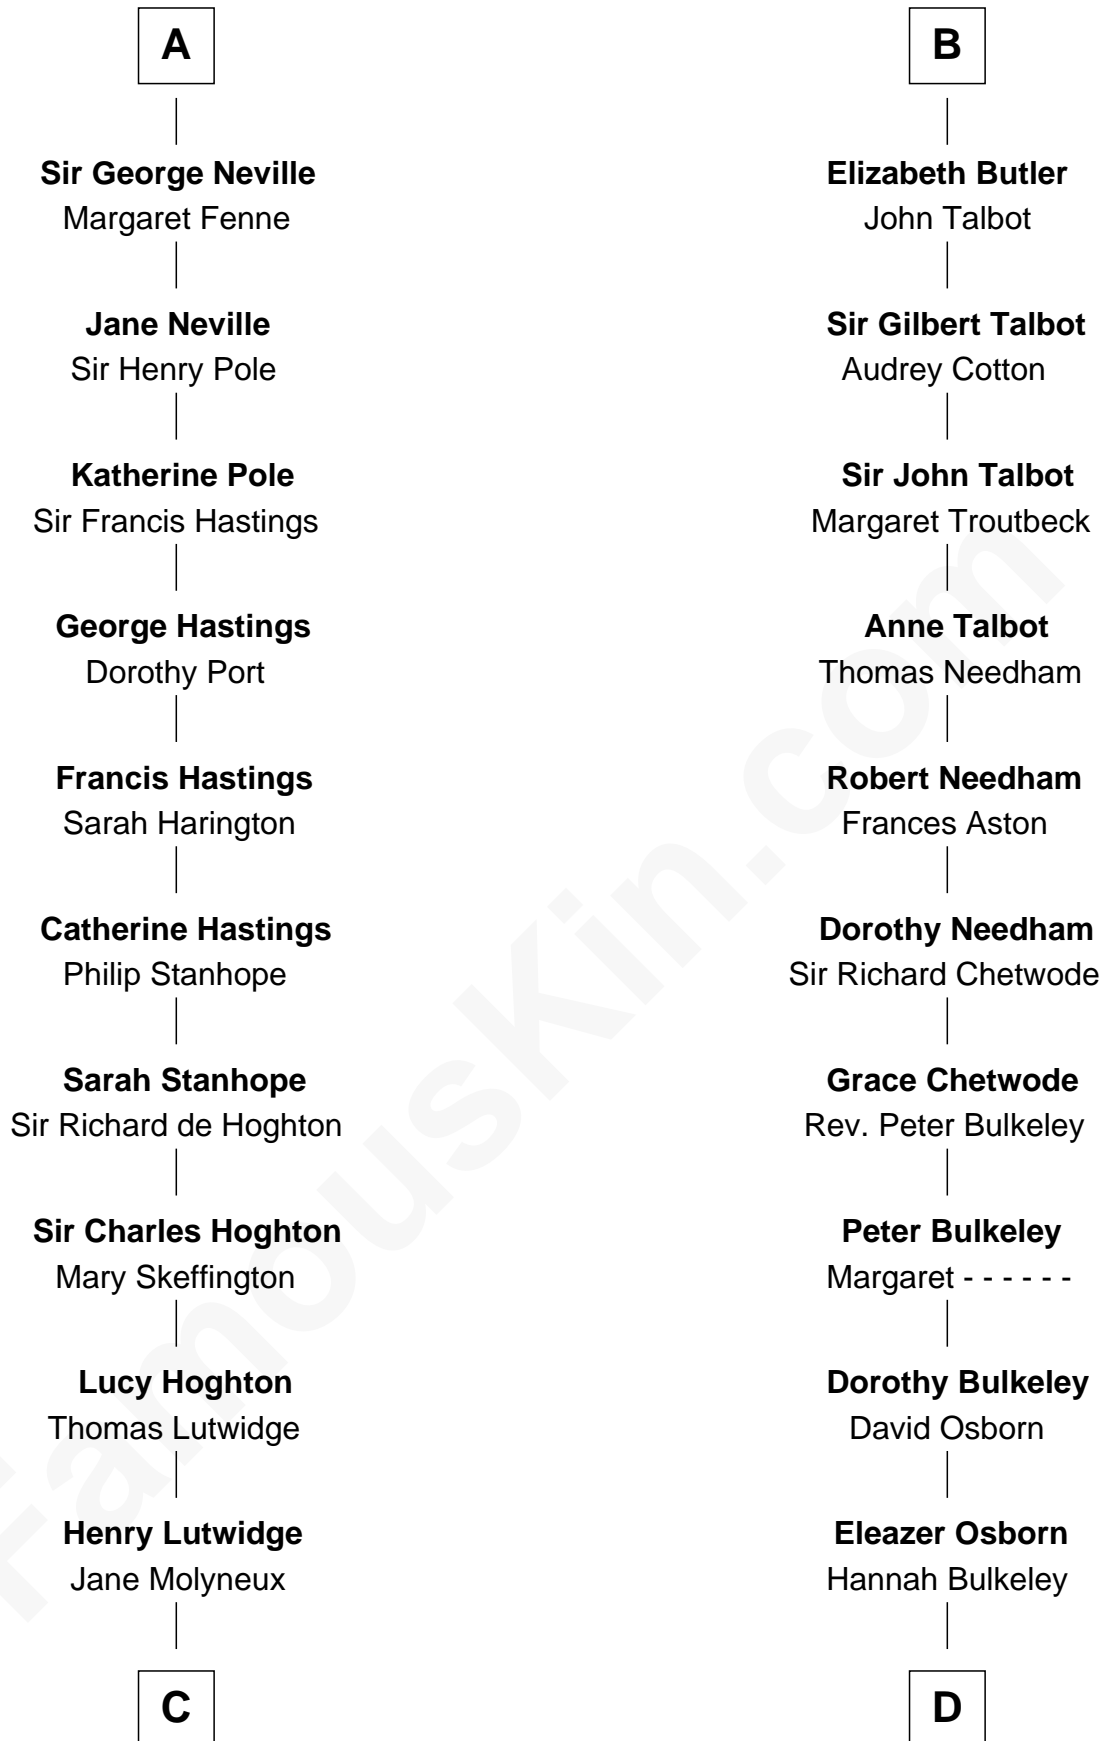 A
Sir George Neville
Margaret Fenne
Jane Neville
Sir Henry Pole
Katherine Pole
Sir Francis Hastings
George Hastings
Dorothy Port
Francis Hastings
Sarah Harington
Catherine Hastings
Philip Stanhope
Sarah Stanhope
Sir Richard de Hoghton
Sir Charles Hoghton
Mary Skeffington
Lucy Hoghton
Thomas Lutwidge
Henry Lutwidge
Jane Molyneux
C
B
Elizabeth Butler
John Talbot
Sir Gilbert Talbot
Audrey Cotton
Sir John Talbot
Margaret Troutbeck
Anne Talbot
Thomas Needham
Robert Needham
Frances Aston
Dorothy Needham
Sir Richard Chetwode
Grace Chetwode
Rev. Peter Bulkeley
Peter Bulkeley
Margaret - - - - - -
Dorothy Bulkeley
David Osborn
Eleazer Osborn
Hannah Bulkeley
D
FamousKin.com